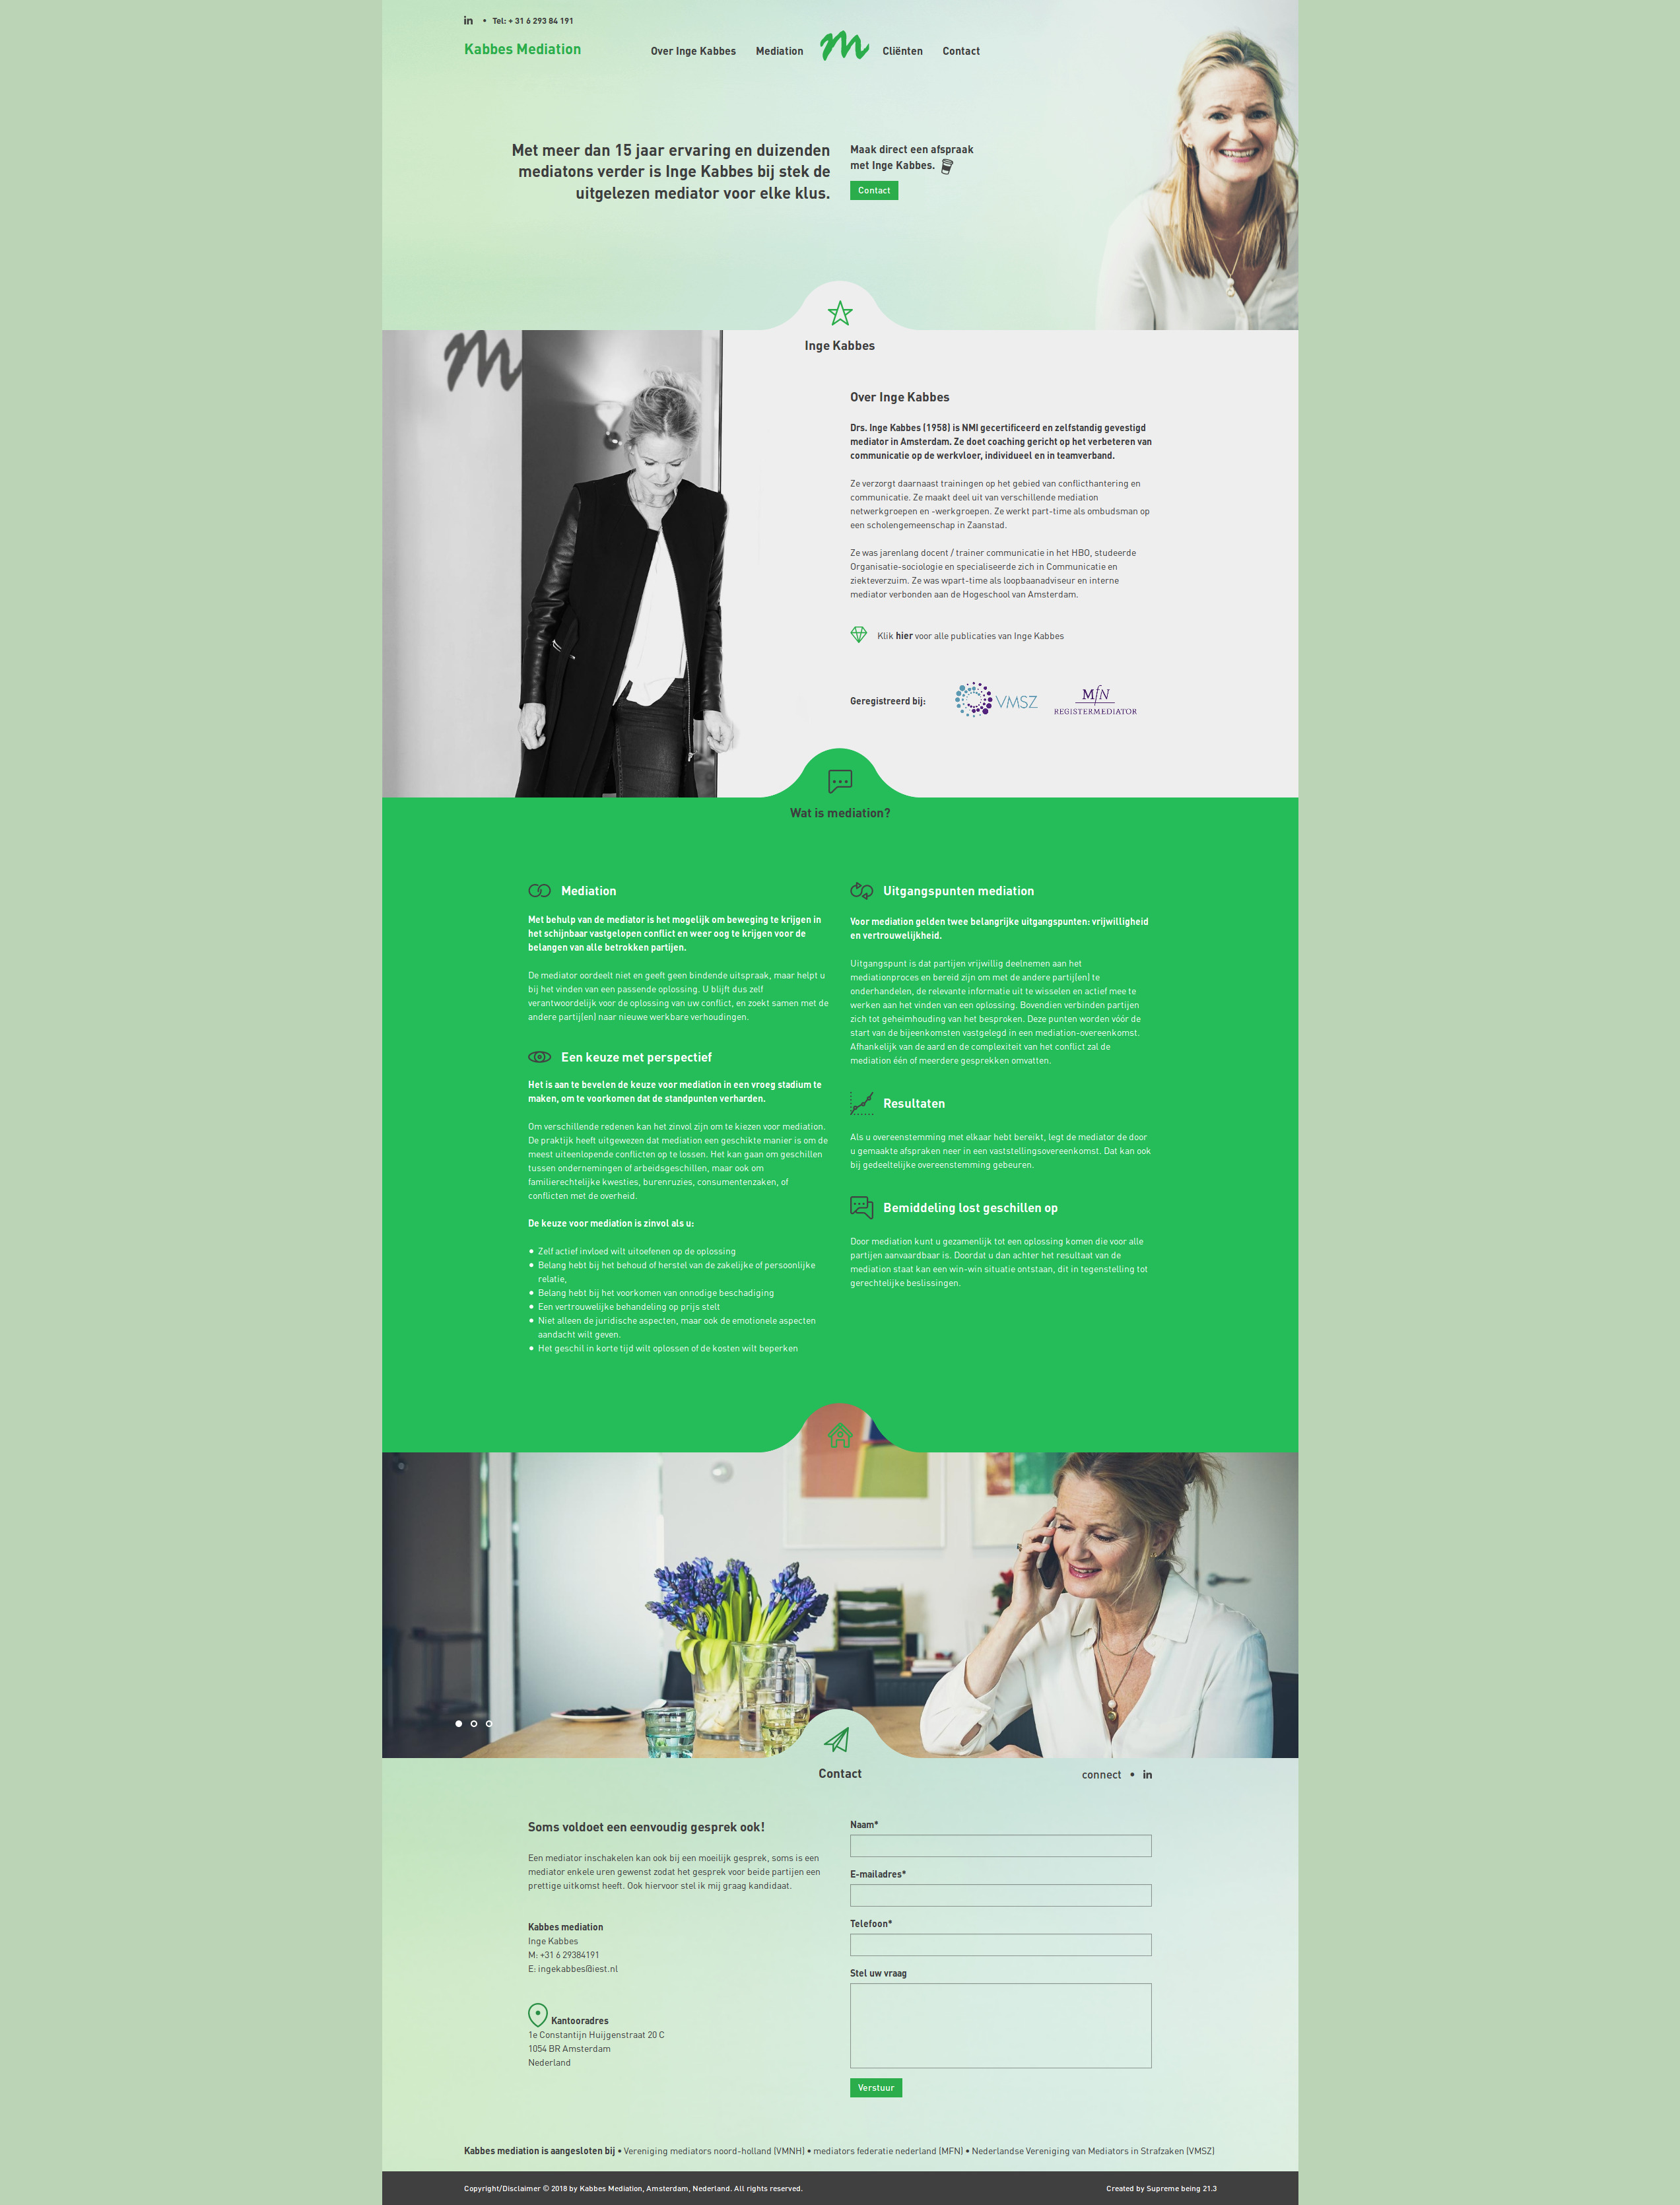 in • Tel: + 31 6 293 84 191
Kabbes Mediation
Over Inge Kabbes
Mediation
m
Cliënten
Contact
Met meer dan 15 jaar ervaring en duizenden
mediatons verder is Inge Kabbes bij stek de
uitgelezen mediator voor elke klus.
Maak direct een afspraak
met Inge Kabbes.
Contact
Inge Kabbes
m
Over Inge Kabbes
Drs. Inge Kabbes (1958) is NMI gecertificeerd en zelfstandig gevestigd
mediator in Amsterdam. Ze doet coaching gericht op het verbeteren van
communicatie op de werkvloer, individueel en in teamverband.
Ze verzorgt daarnaast trainingen op het gebied van conflicthantering en
communicatie. Ze maakt deel uit van verschillende mediation
netwerkgroepen en -werkgroepen. Ze werkt part-time als ombudsman op
een scholengemeenschap in Zaanstad.
Ze was jarenlang docent / trainer communicatie in het HBO, studeerde
Organisatie-sociologie en specialiseerde zich in Communicatie en
ziekteverzuim. Ze was wpart-time als loopbaanadviseur en interne
mediator verbonden aan de Hogeschool van Amsterdam.
Klik hier voor alle publicaties van Inge Kabbes
Geregistreerd bij:
VMSZ
MfN
REGISTERMEDIATOR
Wat is mediation?
Mediation
Met behulp van de mediator is het mogelijk om beweging te krijgen in
het schijnbaar vastgelopen conflict en weer oog te krijgen voor de
belangen van alle betrokken partijen.
De mediator oordeelt niet en geeft geen bindende uitspraak, maar helpt u
bij het vinden van een passende oplossing. U blijft dus zelf
verantwoordelijk voor de oplossing van uw conflict, en zoekt samen met de
andere partij(en) naar nieuwe werkbare verhoudingen.
Een keuze met perspectief
Het is aan te bevelen de keuze voor mediation in een vroeg stadium te
maken, om te voorkomen dat de standpunten verharden.
Om verschillende redenen kan het zinvol zijn om te kiezen voor mediation.
De praktijk heeft uitgewezen dat mediation een geschikte manier is om de
meest uiteenlopende conflicten op te lossen. Het kan gaan om geschillen
tussen ondernemingen of arbeidsgeschillen, maar ook om
familierechtelijke kwesties, burenruzies, consumentenzaken, of
conflicten met de overheid.
De keuze voor mediation is zinvol als u:
• Zelf actief invloed wilt uitoefenen op de oplossing
• Belang hebt bij het behoud of herstel van de zakelijke of persoonlijke
relatie,
• Belang hebt bij het voorkomen van onnodige beschadiging
• Een vertrouwelijke behandeling op prijs stelt
• Niet alleen de juridische aspecten, maar ook de emotionele aspecten
aandacht wilt geven.
• Het geschil in korte tijd wilt oplossen of de kosten wilt beperken
Uitgangspunten mediation
Voor mediation gelden twee belangrijke uitgangspunten: vrijwilligheid
en vertrouwelijkheid.
Uitgangspunt is dat partijen vrijwillig deelnemen aan het
mediationproces en bereid zijn om met de andere partij(en) te
onderhandelen, de relevante informatie uit te wisselen en actief mee te
werken aan het vinden van een oplossing. Bovendien verbinden partijen
zich tot geheimhouding van het besproken. Deze punten worden vóór de
start van de bijeenkomsten vastgelegd in een mediation-overeenkomst.
Afhankelijk van de aard en de complexiteit van het conflict zal de
mediation één of meerdere gesprekken omvatten.
Resultaten
Als u overeenstemming met elkaar hebt bereikt, legt de mediator de door
u gemaakte afspraken neer in een vaststellingsovereenkomst. Dat kan ook
bij gedeeltelijke overeenstemming gebeuren.
Bemiddeling lost geschillen op
Door mediation kunt u gezamenlijk tot een oplossing komen die voor alle
partijen aanvaardbaar is. Doordat u dan achter het resultaat van de
mediation staat kan een win-win situatie ontstaan, dit in tegenstelling tot
gerechtelijke beslissingen.
Contact
connect • in
Soms voldoet een eenvoudig gesprek ook!
Een mediator inschakelen kan ook bij een moeilijk gesprek, soms is een
mediator enkele uren gewenst zodat het gesprek voor beide partijen een
prettige uitkomst heeft. Ook hiervoor stel ik mij graag kandidaat.
Kabbes mediation
Inge Kabbes
M: +31 6 29384191
E: ingekabbes@iest.nl
Kantooradres
1e Constantijn Huijgenstraat 20 C
1054 BR Amsterdam
Nederland
Naam*
E-mailadres*
Telefoon*
Stel uw vraag
Verstuur
Kabbes mediation is aangesloten bij • Vereniging mediators noord-holland (VMNH) • mediators federatie nederland (MFN) • Nederlandse Vereniging van Mediators in Strafzaken (VMSZ)
Copyright/Disclaimer © 2018 by Kabbes Mediation, Amsterdam, Nederland. All rights reserved.
Created by Supreme being 21.3